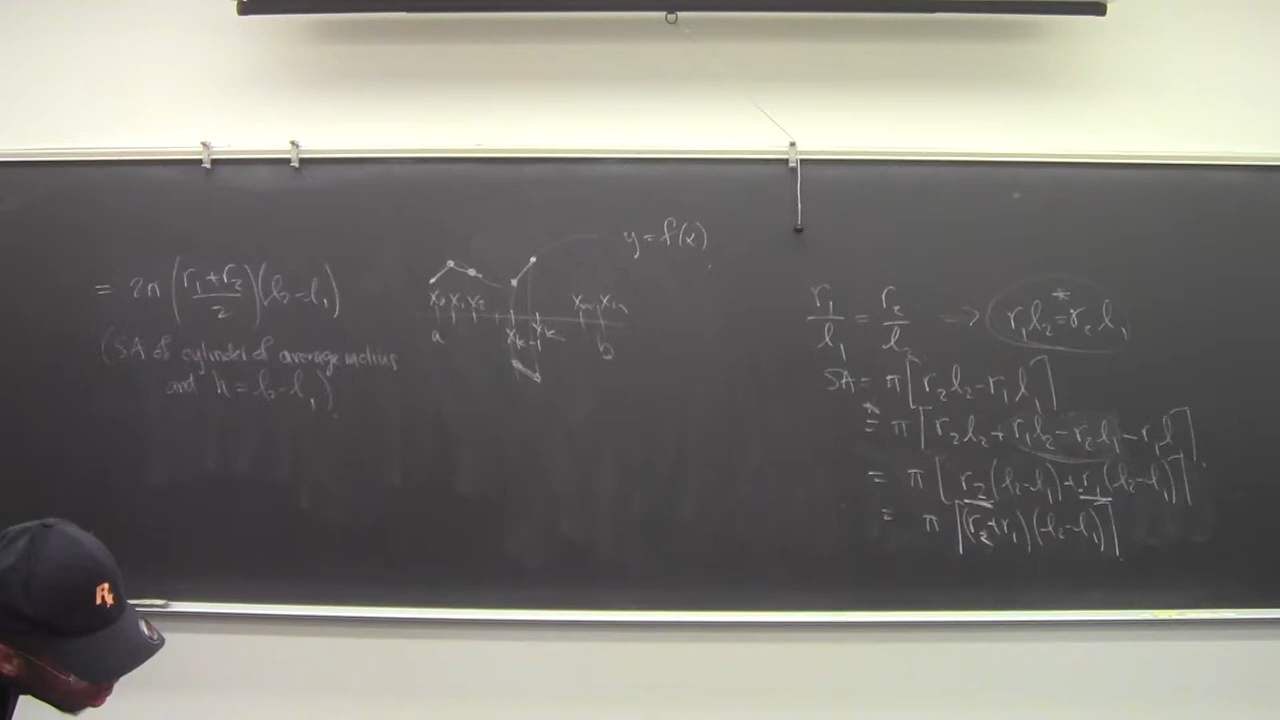 = 2π (r₁+r₂ / 2)(l₂-l₁)
(SA of cylinder of average radius
and h = l₂-l₁)
y = f(x)
x₀ x₁ x₂ xₙ₋₁ xₙ
a xₖ₋₁ xₖ b
r₁/l₁ = r₂/l₂ → r₁l₂ *= r₂l₁
SA = π[r₂l₂-r₁l₁]
*= π[r₂l₂+r₁l₂-r₂l₁-r₁l₁]
= π[r₂(l₂-l₁)+r₁(l₂-l₁)]
= π[(r₂+r₁)(l₂-l₁)]
R